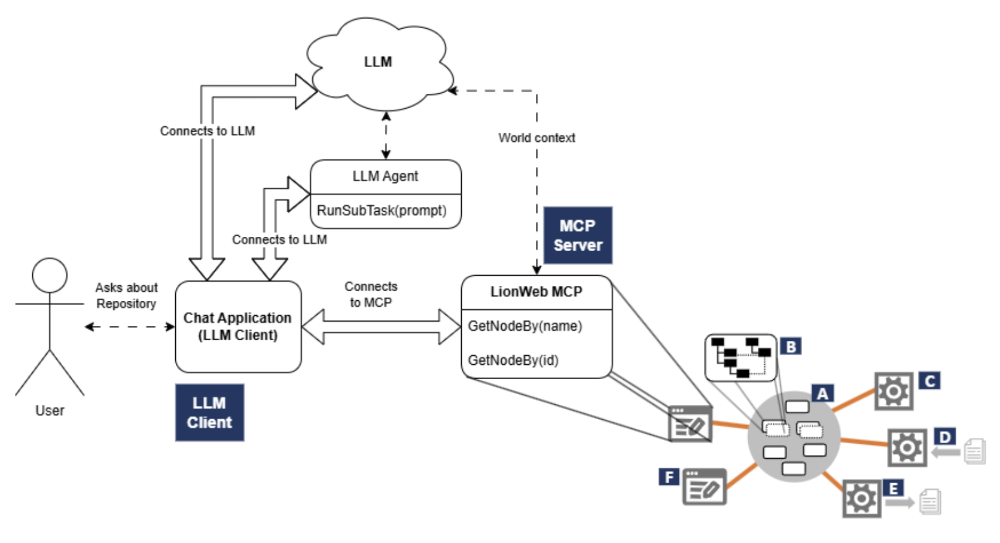 LLM
Connects to LLM
World context
LLM Agent
RunSubTask(prompt)
Connects to LLM
MCP
Server
Asks about
Repository
Connects
to MCP
LionWeb MCP
Chat Application
(LLM Client)
GetNodeBy(name)
GetNodeBy(id)
User
LLM
Client
B
A
C
D
F
E